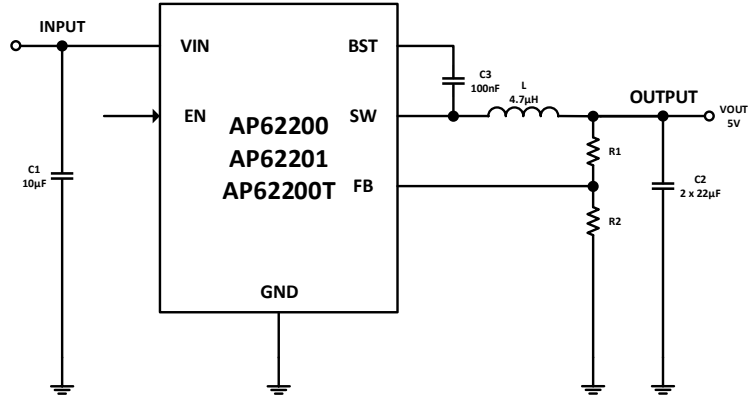 INPUT
VIN
BST
C3
100nF
L
4.7µH
OUTPUT
VOUT
5V
EN
AP62200
AP62201
AP62200T
SW
R1
C1
10µF
FB
C2
2 x 22µF
R2
GND